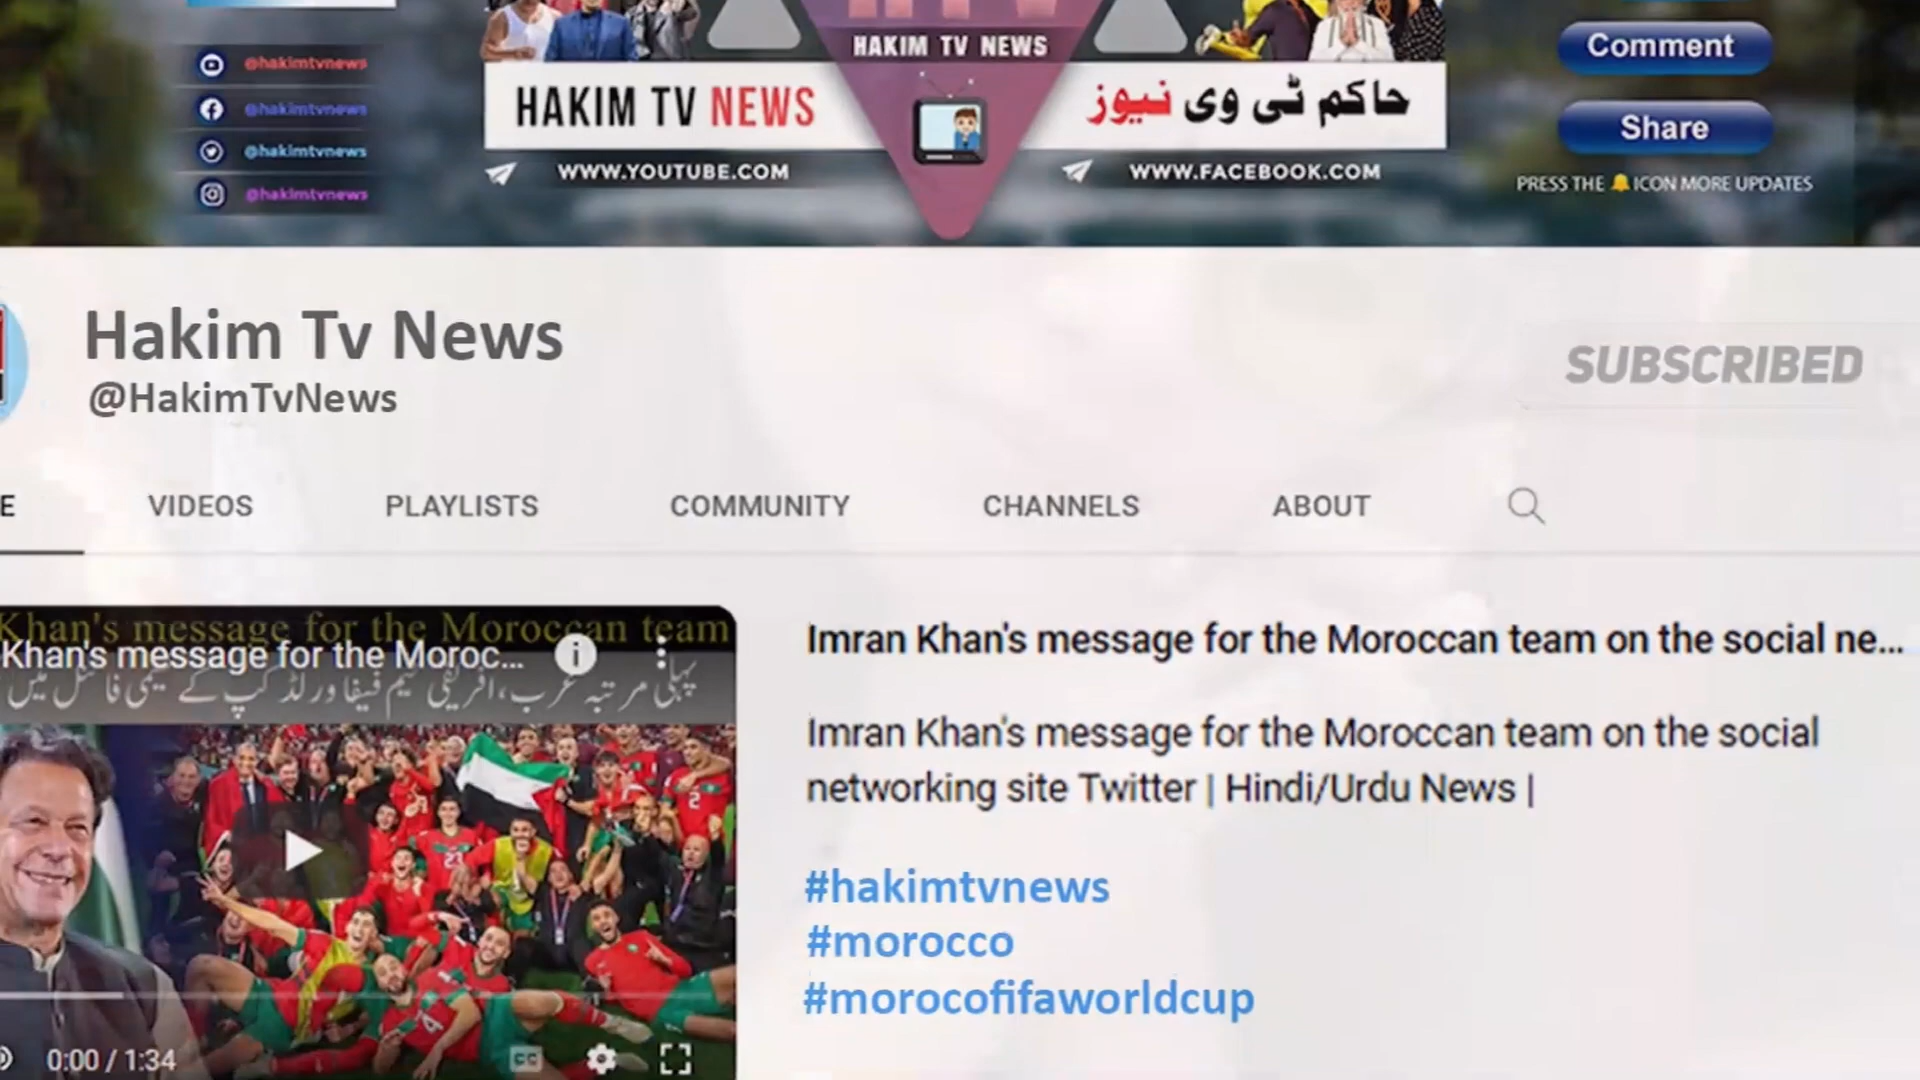 HAKIM TV NEWS
@hakimtvnews
@hakimtvnews
@hakimtvnews
@hakimtvnews
HAKIM TV NEWS
حاکم ٹی وی نیوز
WWW.YOUTUBE.COM
WWW.FACEBOOK.COM
Comment
Share
PRESS THE 🔔 ICON MORE UPDATES
Hakim Tv News
@HakimTvNews
SUBSCRIBED
E VIDEOS PLAYLISTS COMMUNITY CHANNELS ABOUT
Khan's message for the Moroccan team
Khan's message for the Moroc...
پہلی مرتبہ عرب، افریقی ٹیم فیفا ورلڈ کپ کے سیمی فائنل میں
2
23
4
0:00 / 1:34
CC
Imran Khan's message for the Moroccan team on the social ne...
Imran Khan's message for the Moroccan team on the social
networking site Twitter | Hindi/Urdu News |
#hakimtvnews
#morocco
#morocofifaworldcup